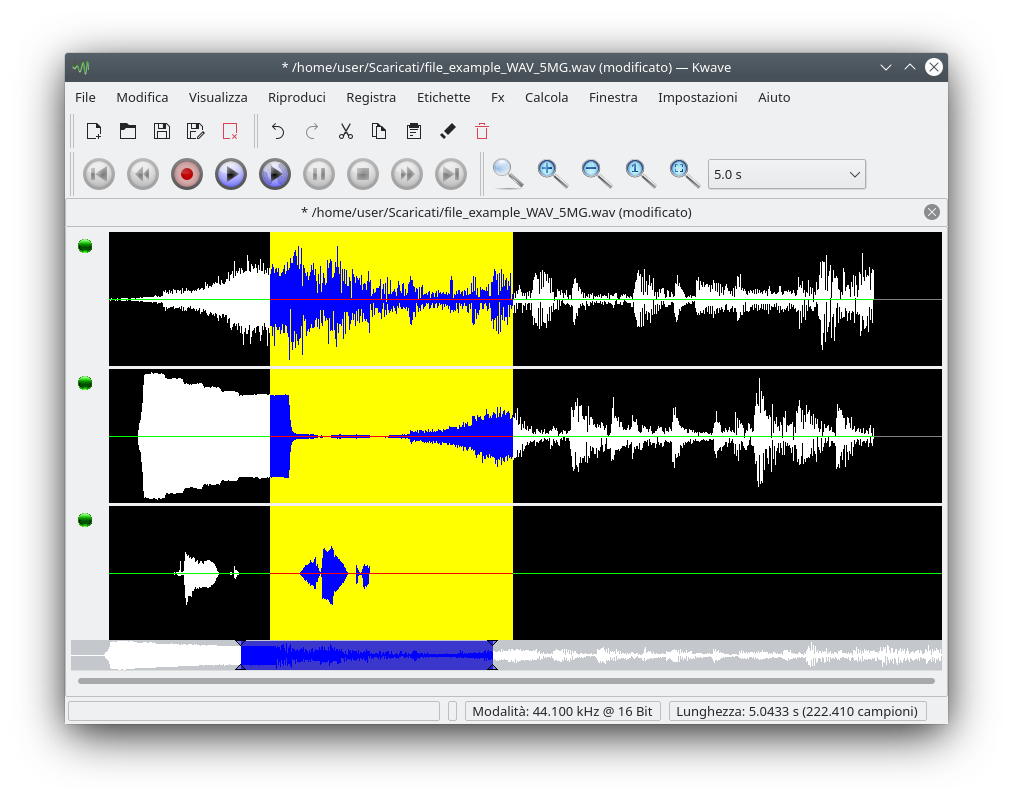 * /home/user/Scaricati/file_example_WAV_5MG.wav (modificato) — Kwave
File Modifica Visualizza Riproduci Registra Etichette Fx Calcola Finestra Impostazioni Aiuto
1
5.0 s
* /home/user/Scaricati/file_example_WAV_5MG.wav (modificato)
Modalità: 44.100 kHz @ 16 Bit Lunghezza: 5.0433 s (222.410 campioni)